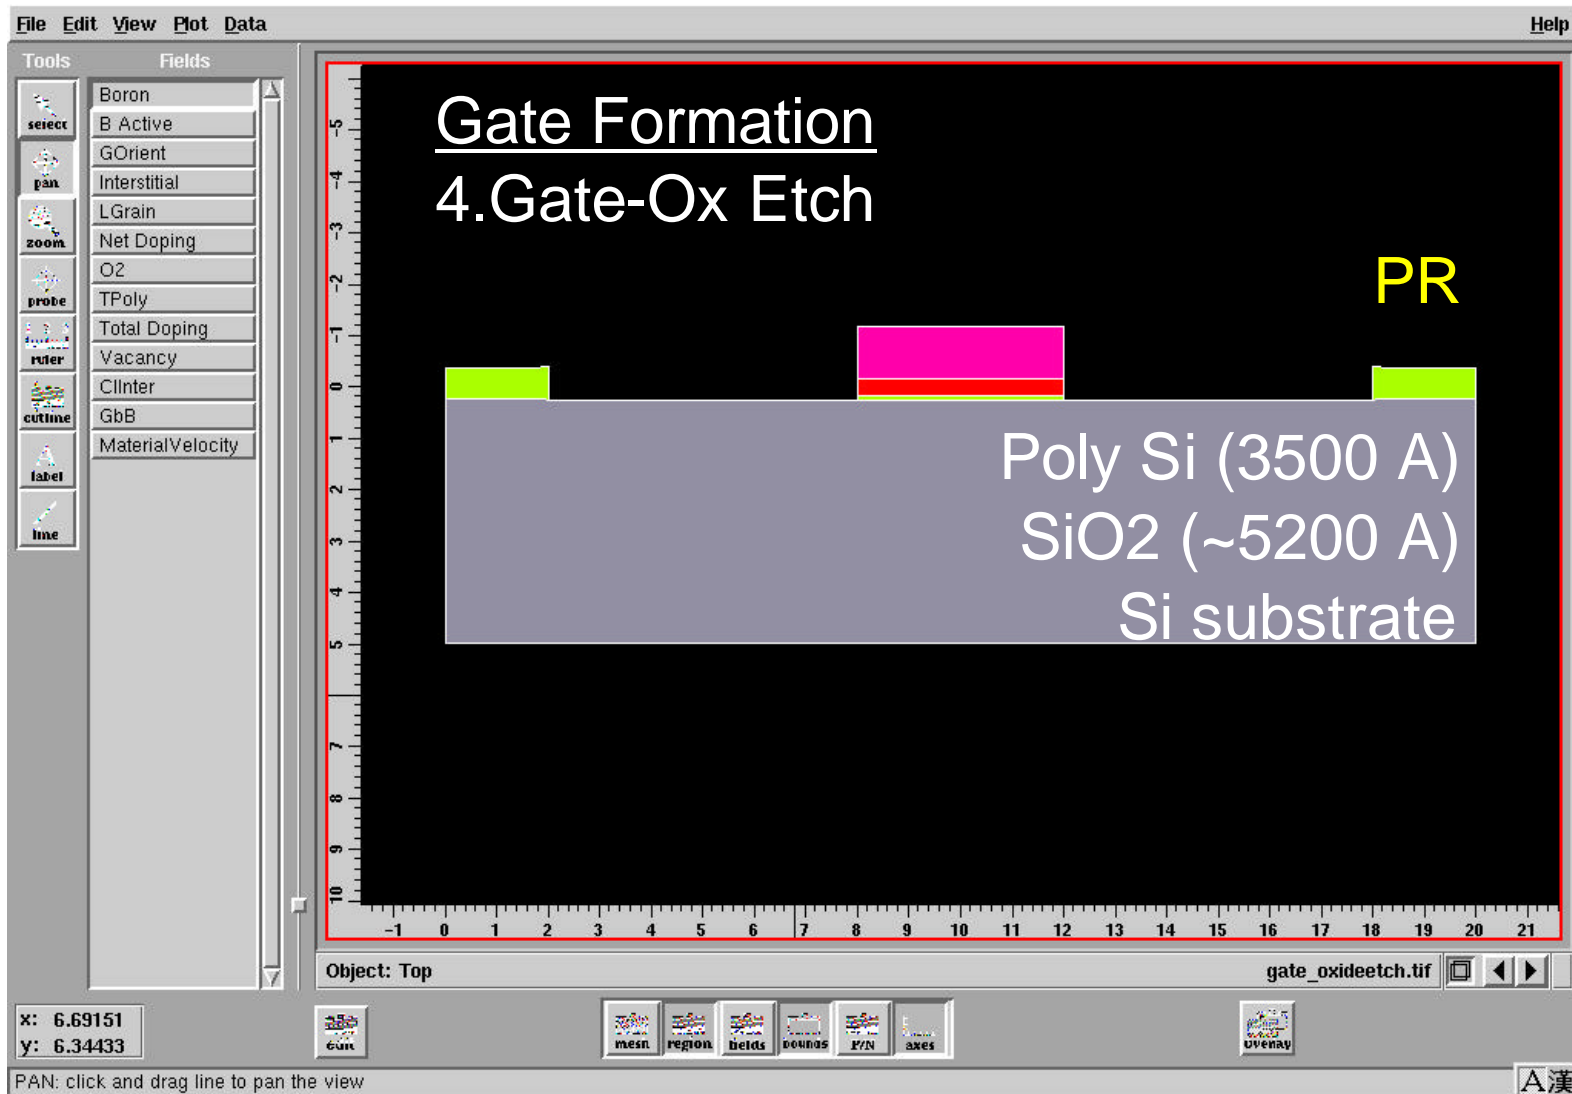 File Edit View Plot Data Help
Tools
Fields
select
pan
zoom
probe
ruler
cutline
label
line
Boron
B Active
GOrient
Interstitial
LGrain
Net Doping
O2
TPoly
Total Doping
Vacancy
CIInter
GbB
MaterialVelocity
Gate Formation
4.Gate-Ox Etch
PR
Poly Si (3500 A)
SiO2 (~5200 A)
Si substrate
-5
-4
-3
-2
-1
0
1
2
3
4
5
7
8
9
10
-1 0 1 2 3 4 5 6 7 8 9 10 11 12 13 14 15 16 17 18 19 20 21
Object: Top
gate_oxideetch.tif
x: 6.69151
y: 6.34433
edit
mesh region fields bounds P/N axes
overlay
PAN: click and drag line to pan the view
A漢